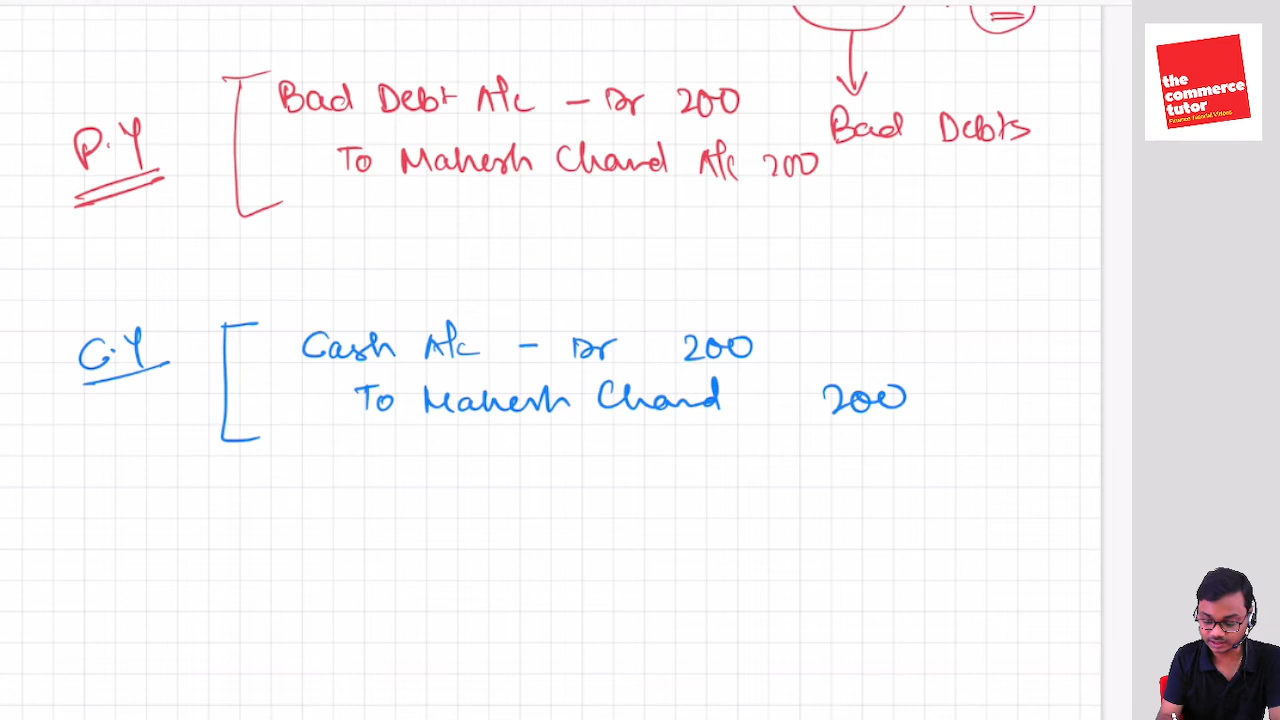 Bad Debt A/c - Dr 200
To Mahesh Chand A/c 200
P.Y
Bad Debts
C.Y
Cash A/c - Dr 200
To Mahesh Chand 200
the
commerce
tutor